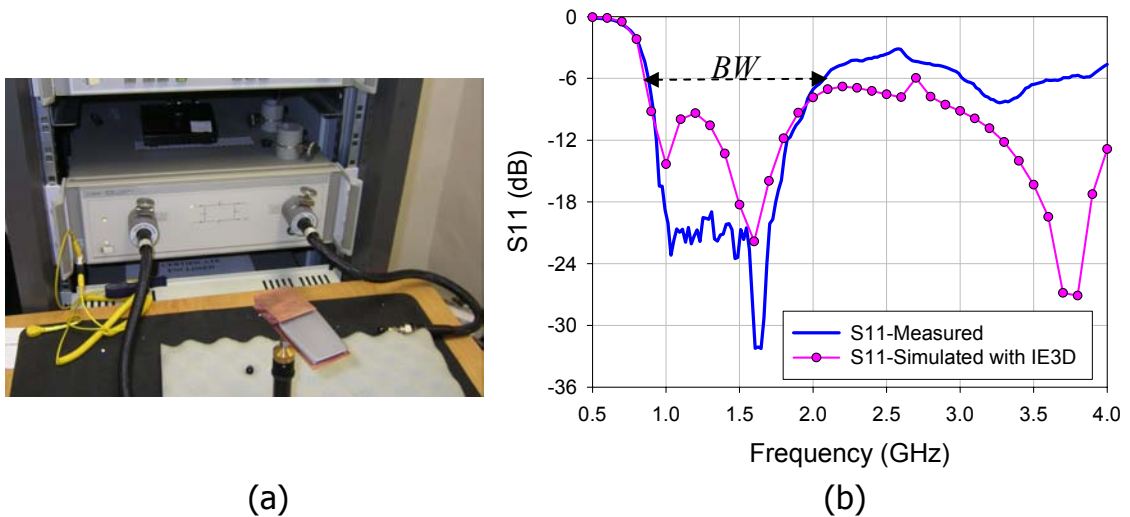 0
-6
-12
-18
-24
-30
-36
S11 (dB)
BW
S11-Measured
S11-Simulated with IE3D
0.5 1.0 1.5 2.0 2.5 3.0 3.5 4.0
Frequency (GHz)
(a)
(b)